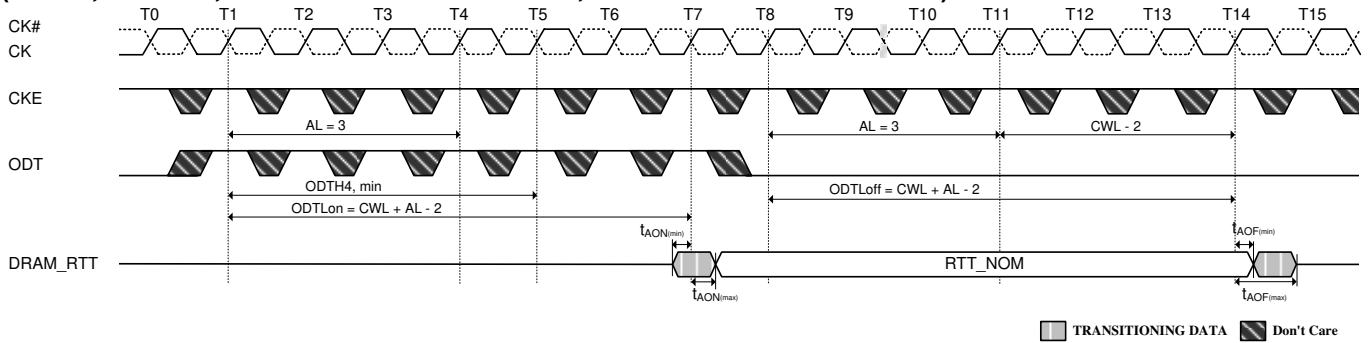 T0 T1 T2 T3 T4 T5 T6 T7 T8 T9 T10 T11 T12 T13 T14 T15
CK#
CK
CKE
AL = 3 AL = 3 CWL - 2
ODT
ODTH4, min ODTLoff = CWL + AL - 2
ODTLon = CWL + AL - 2
tAON(min) tAOF(min)
DRAM_RTT RTT_NOM
tAON(max) tAOF(max)
TRANSITIONING DATA Don't Care